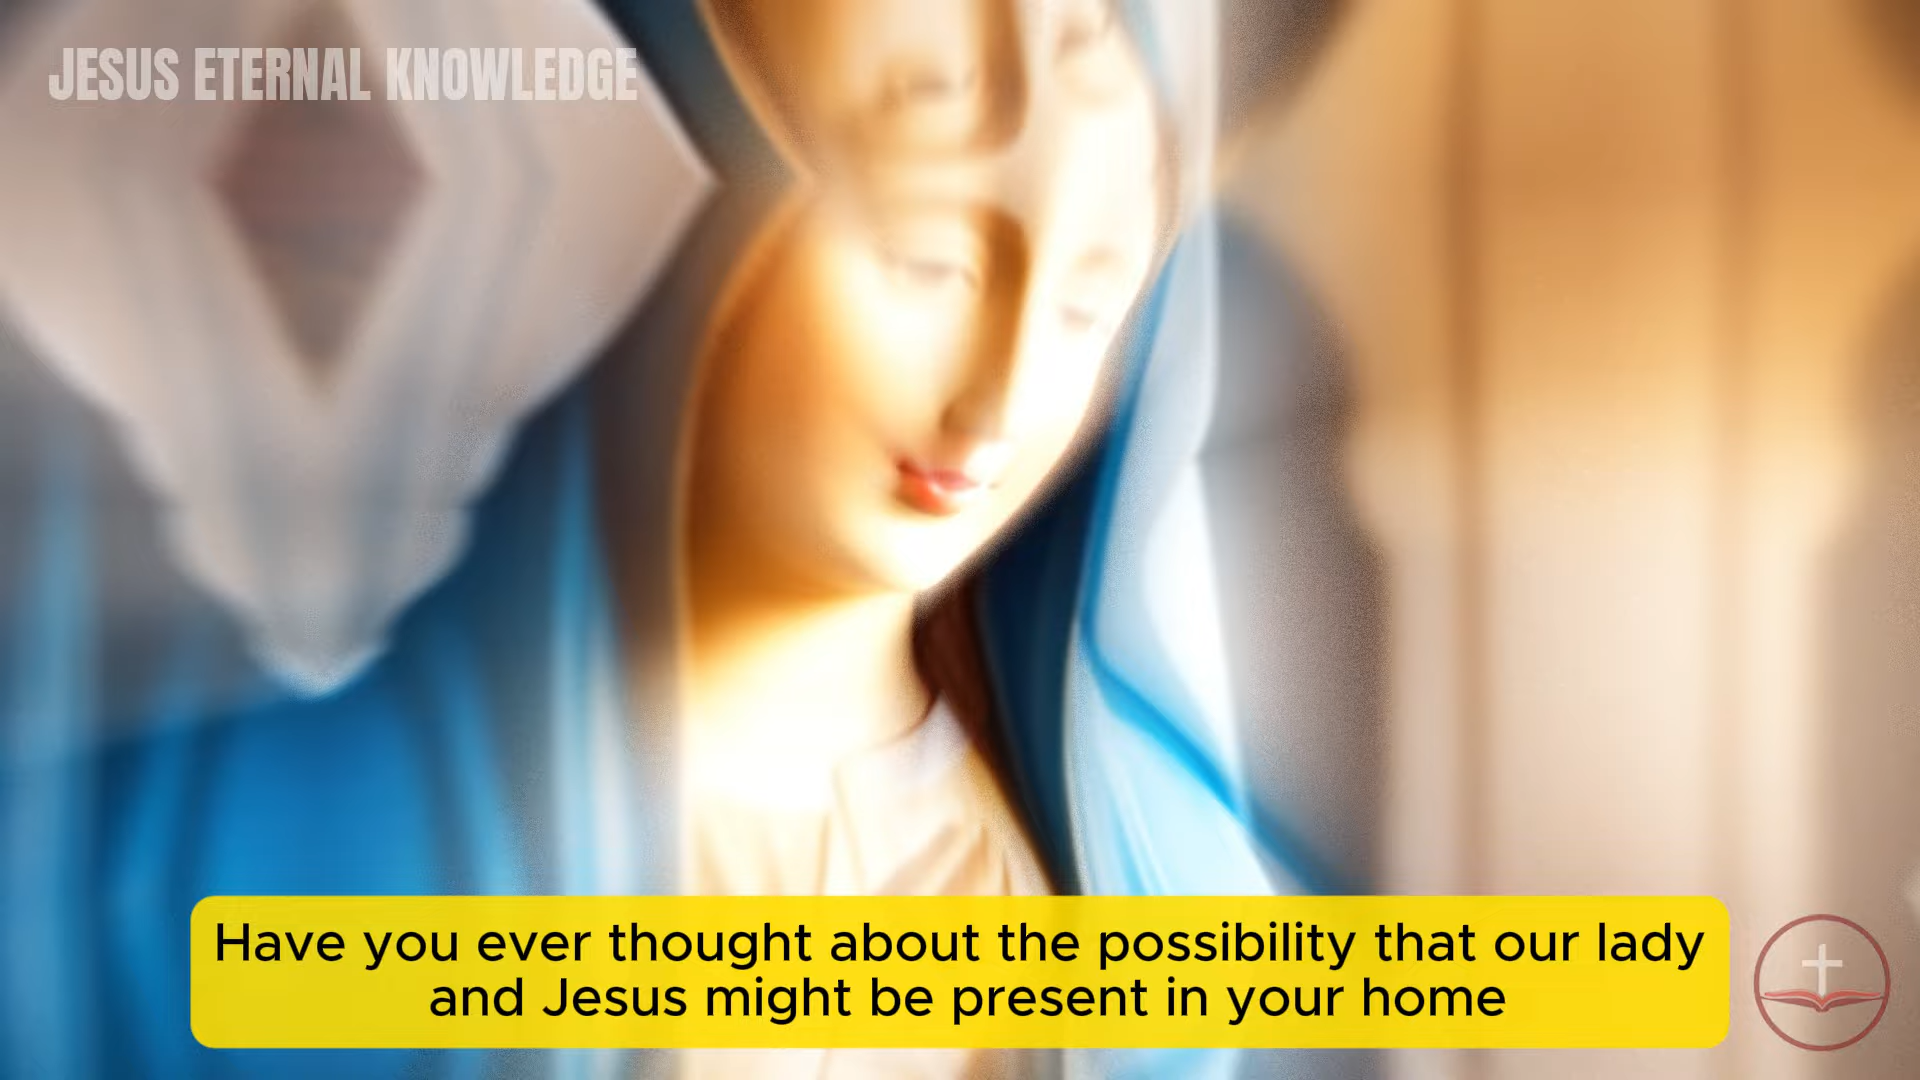 JESUS ETERNAL KNOWLEDGE
Have you ever thought about the possibility that our lady
and Jesus might be present in your home